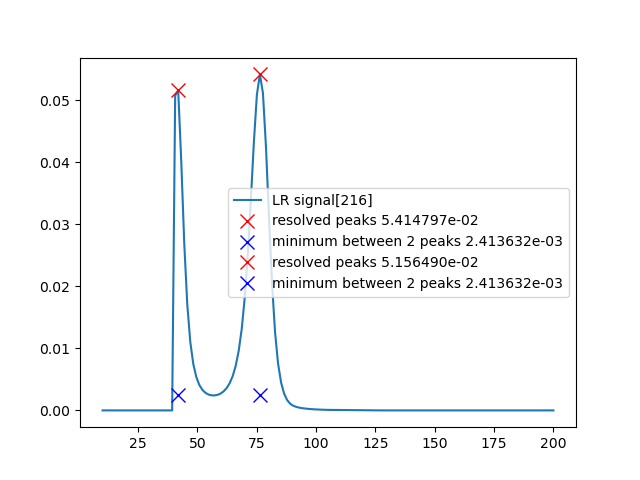 0.05
0.04
0.03
0.02
0.01
0.00
LR signal[216]
resolved peaks 5.414797e-02
minimum between 2 peaks 2.413632e-03
resolved peaks 5.156490e-02
minimum between 2 peaks 2.413632e-03
25 50 75 100 125 150 175 200